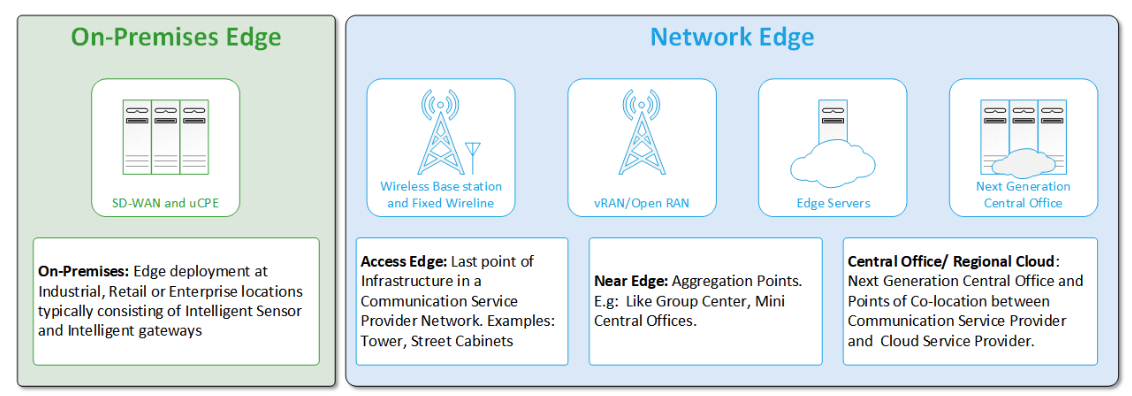 On-Premises Edge
SD-WAN and uCPE
On-Premises: Edge deployment at
Industrial, Retail or Enterprise locations
typically consisting of Intelligent Sensor
and Intelligent gateways
Network Edge
Wireless Base station
and Fixed Wireline
vRAN/Open RAN
Edge Servers
Next Generation
Central Office
Access Edge: Last point of
Infrastructure in a
Communication Service
Provider Network. Examples:
Tower, Street Cabinets
Near Edge: Aggregation Points.
E.g: Like Group Center, Mini
Central Offices.
Central Office/ Regional Cloud:
Next Generation Central Office and
Points of Co-location between
Communication Service Provider
and Cloud Service Provider.